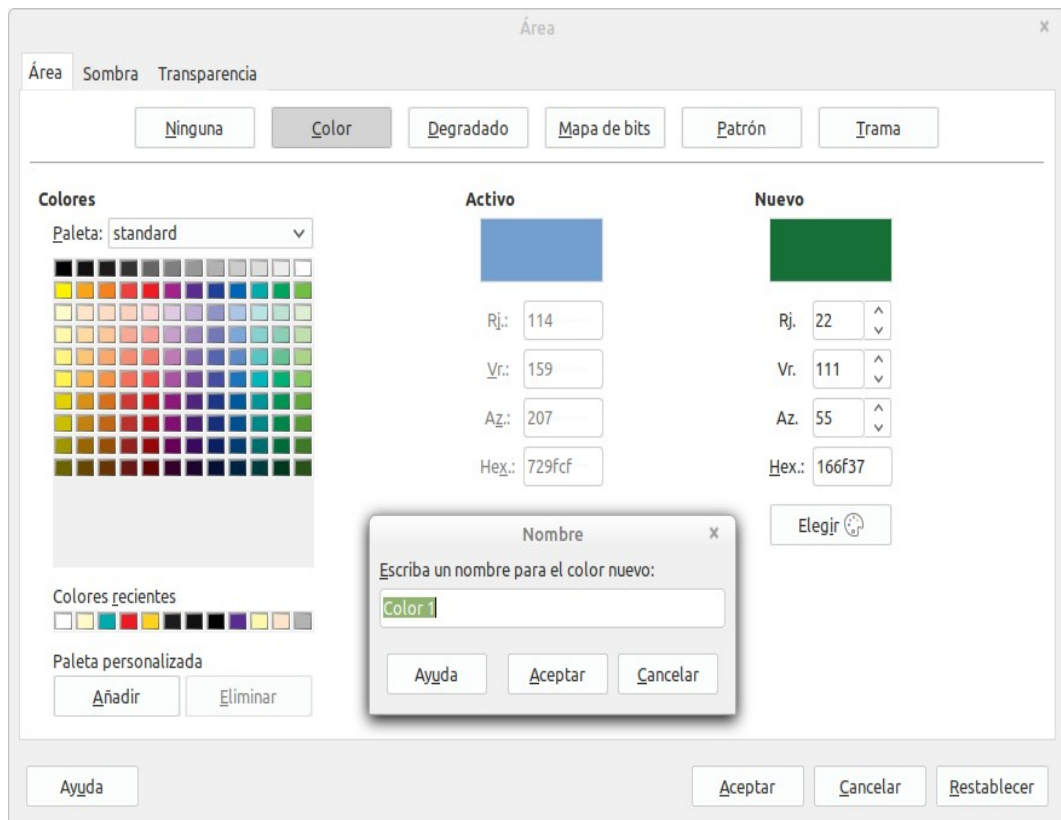 Área
Área Sombra Transparencia
Ninguna Color Degradado Mapa de bits Patrón Trama
Colores Activo Nuevo
Paleta: standard
Rj.: 114 Rj. 22
Vr.: 159 Vr. 111
Az.: 207 Az. 55
Hex.: 729fcf Hex.: 166f37
Elegir
Nombre
Escriba un nombre para el color nuevo:
Color 1
Ayuda Aceptar Cancelar
Colores recientes
Paleta personalizada
Añadir Eliminar
Ayuda Aceptar Cancelar Restablecer